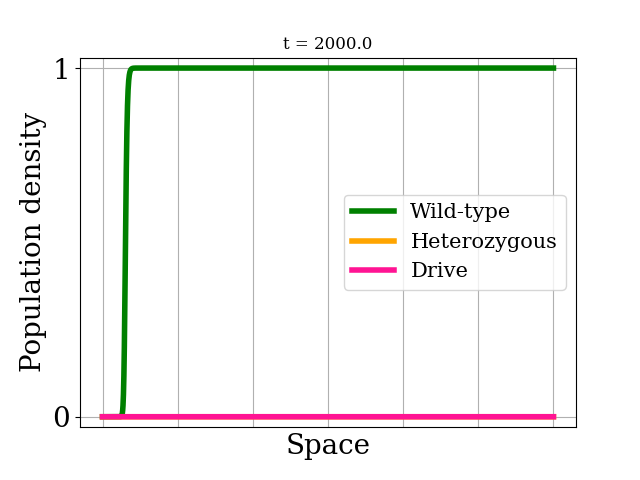 t = 2000.0
1
Population density
Wild-type
Heterozygous
Drive
0
Space